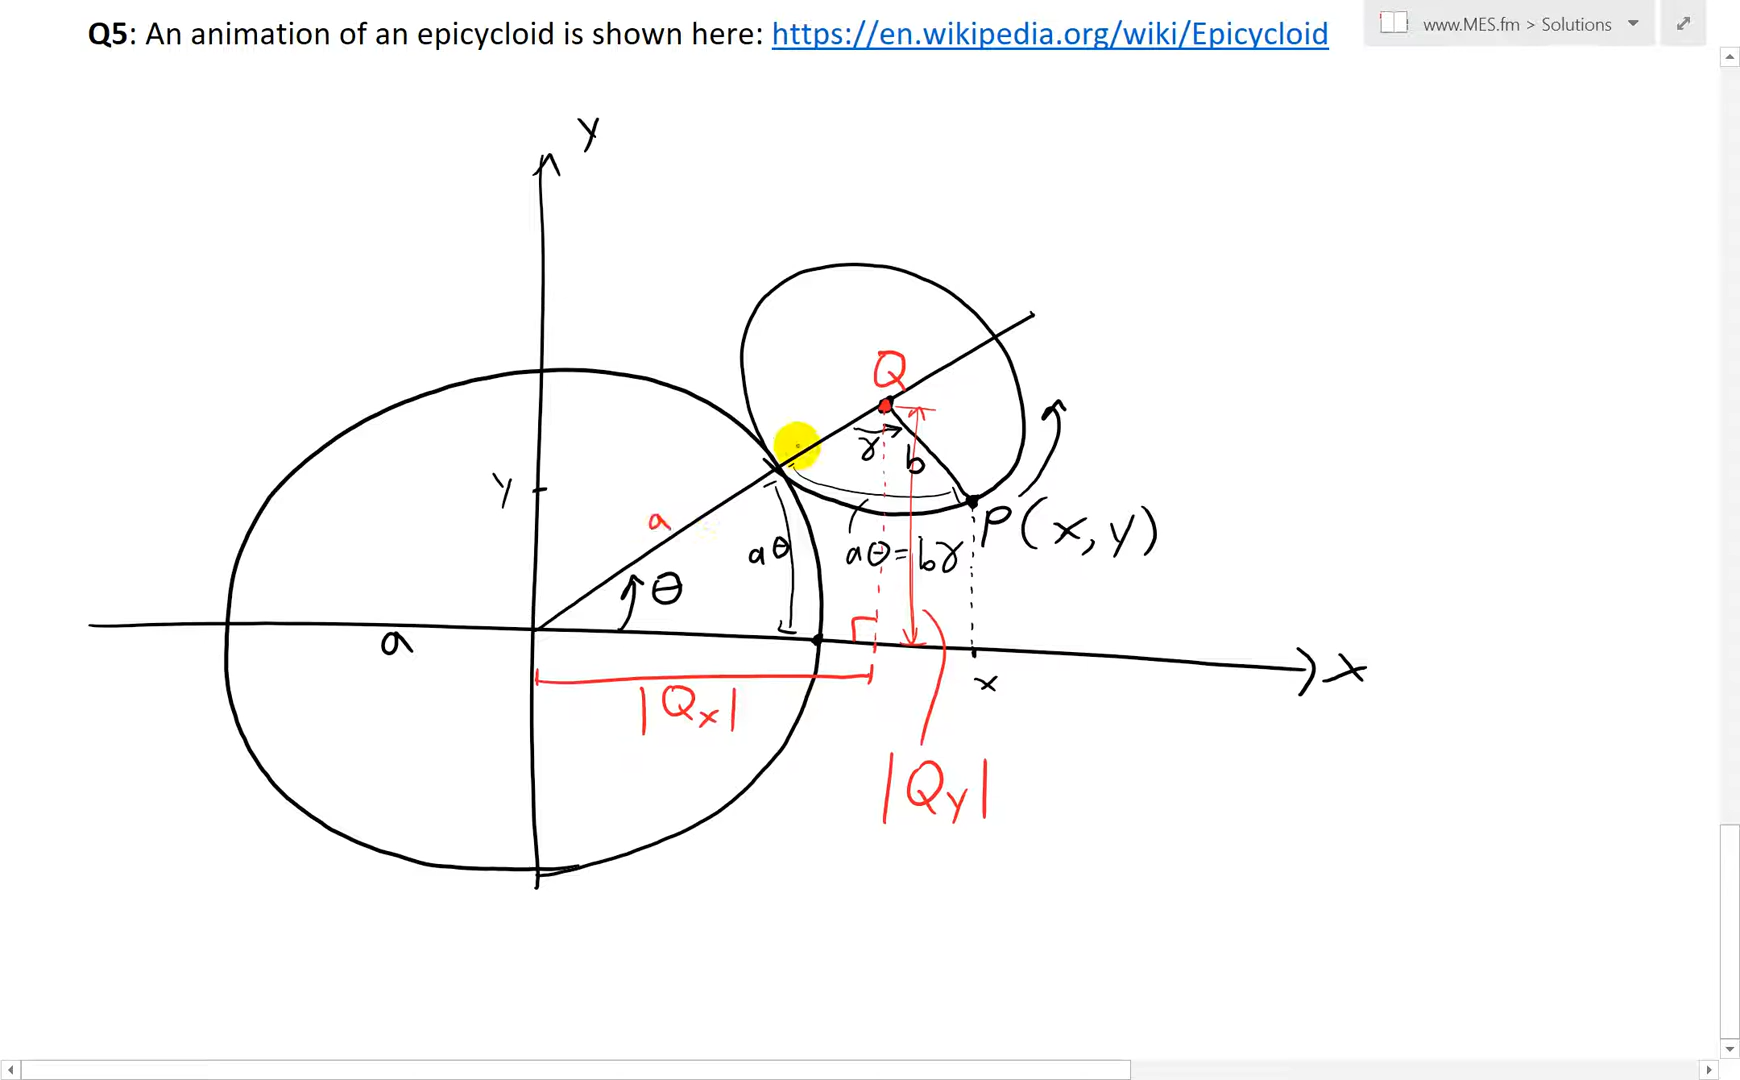 Q5: An animation of an epicycloid is shown here: https://en.wikipedia.org/wiki/Epicycloid
www.MES.fm > Solutions
y
Q
γ
b
y
P(x, y)
a
aθ
aθ = bγ
θ
a
x
x
|Qx|
|Qy|